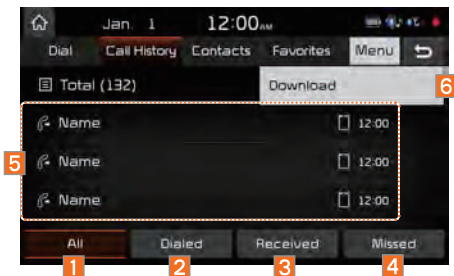 Jan. 1 12:00AM
Dial Call History Contacts Favorites Menu
Total (132) Download 6
Name 12:00
5 Name 12:00
Name 12:00
All Dialed Received Missed
1 2 3 4